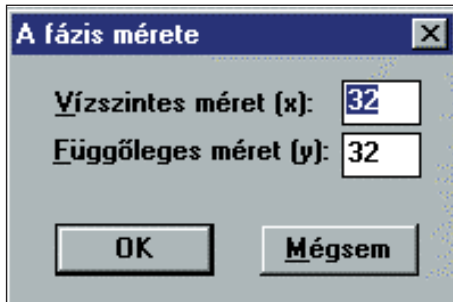 A fázis mérete
Vízszintes méret (x): 32
Függőleges méret (y): 32
OK Mégsem